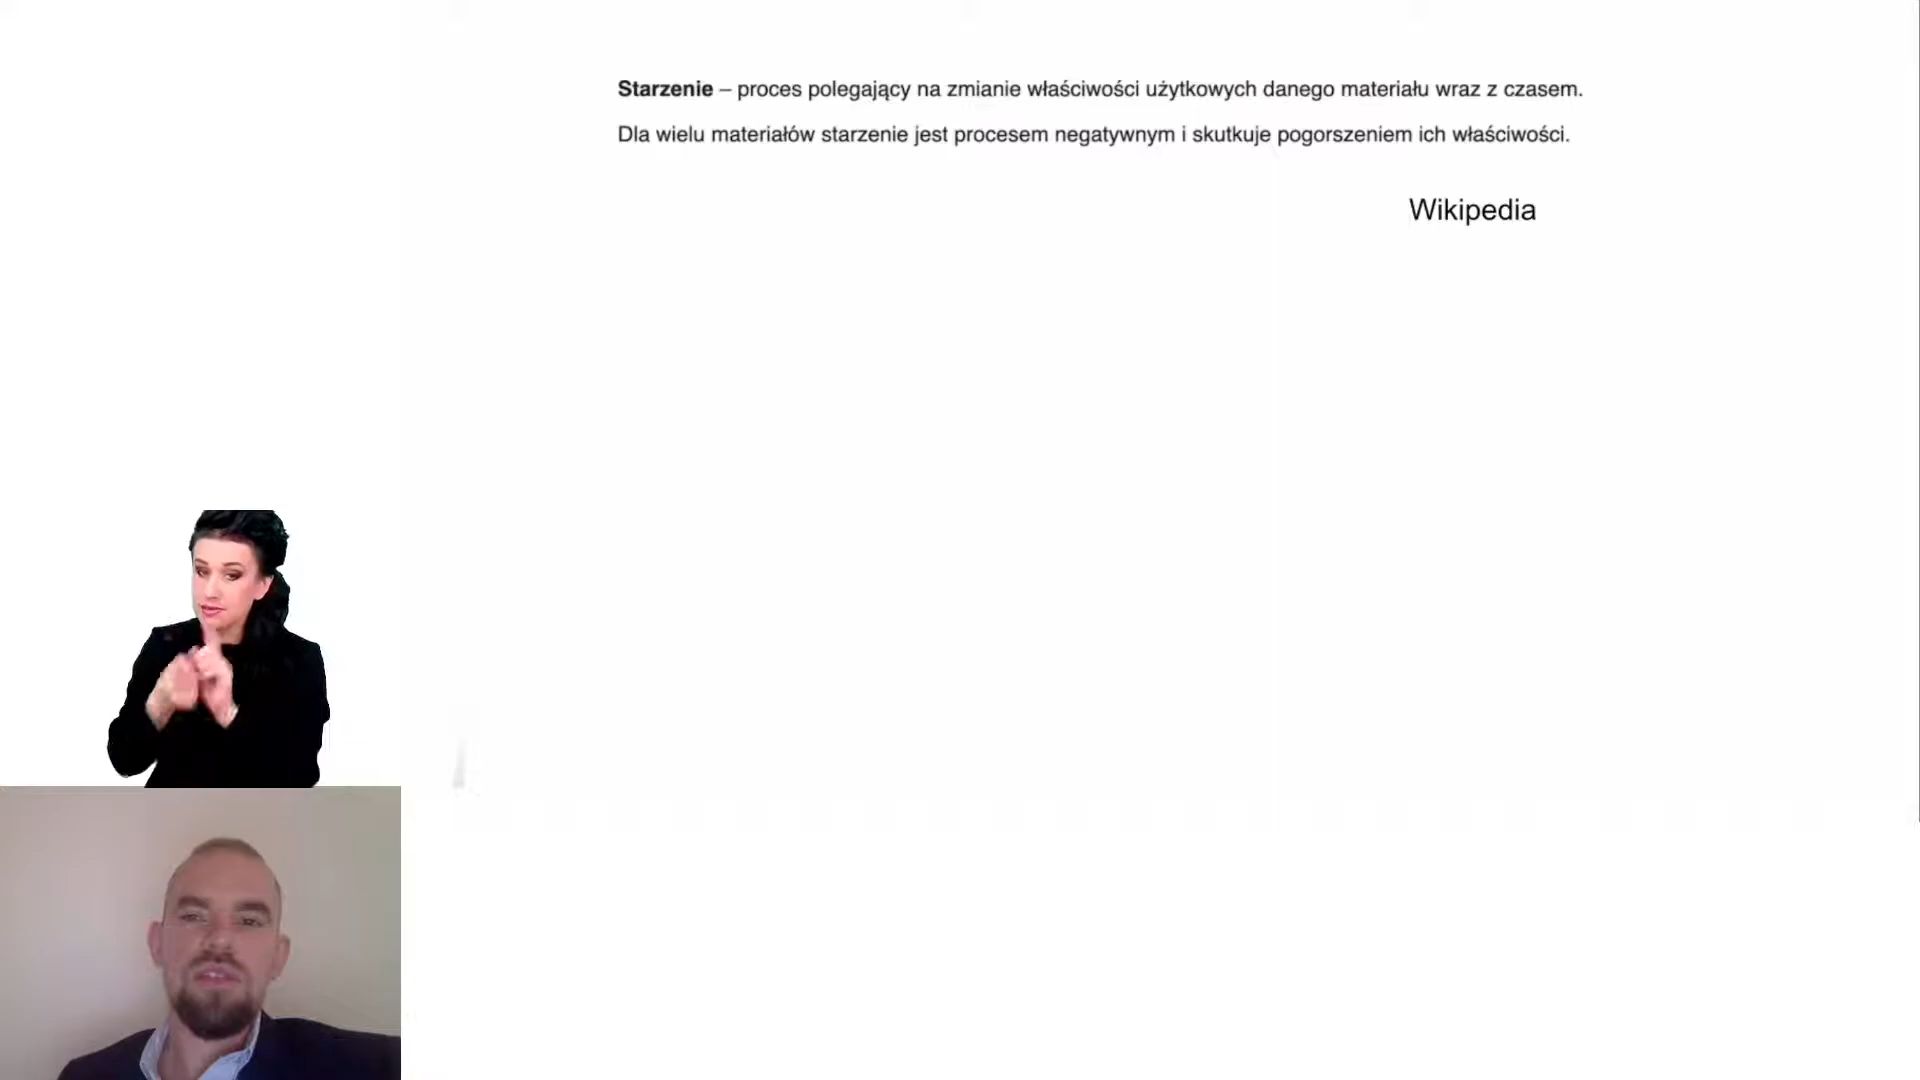 Starzenie – proces polegający na zmianie właściwości użytkowych danego materiału wraz z czasem.
Dla wielu materiałów starzenie jest procesem negatywnym i skutkuje pogorszeniem ich właściwości.
Wikipedia